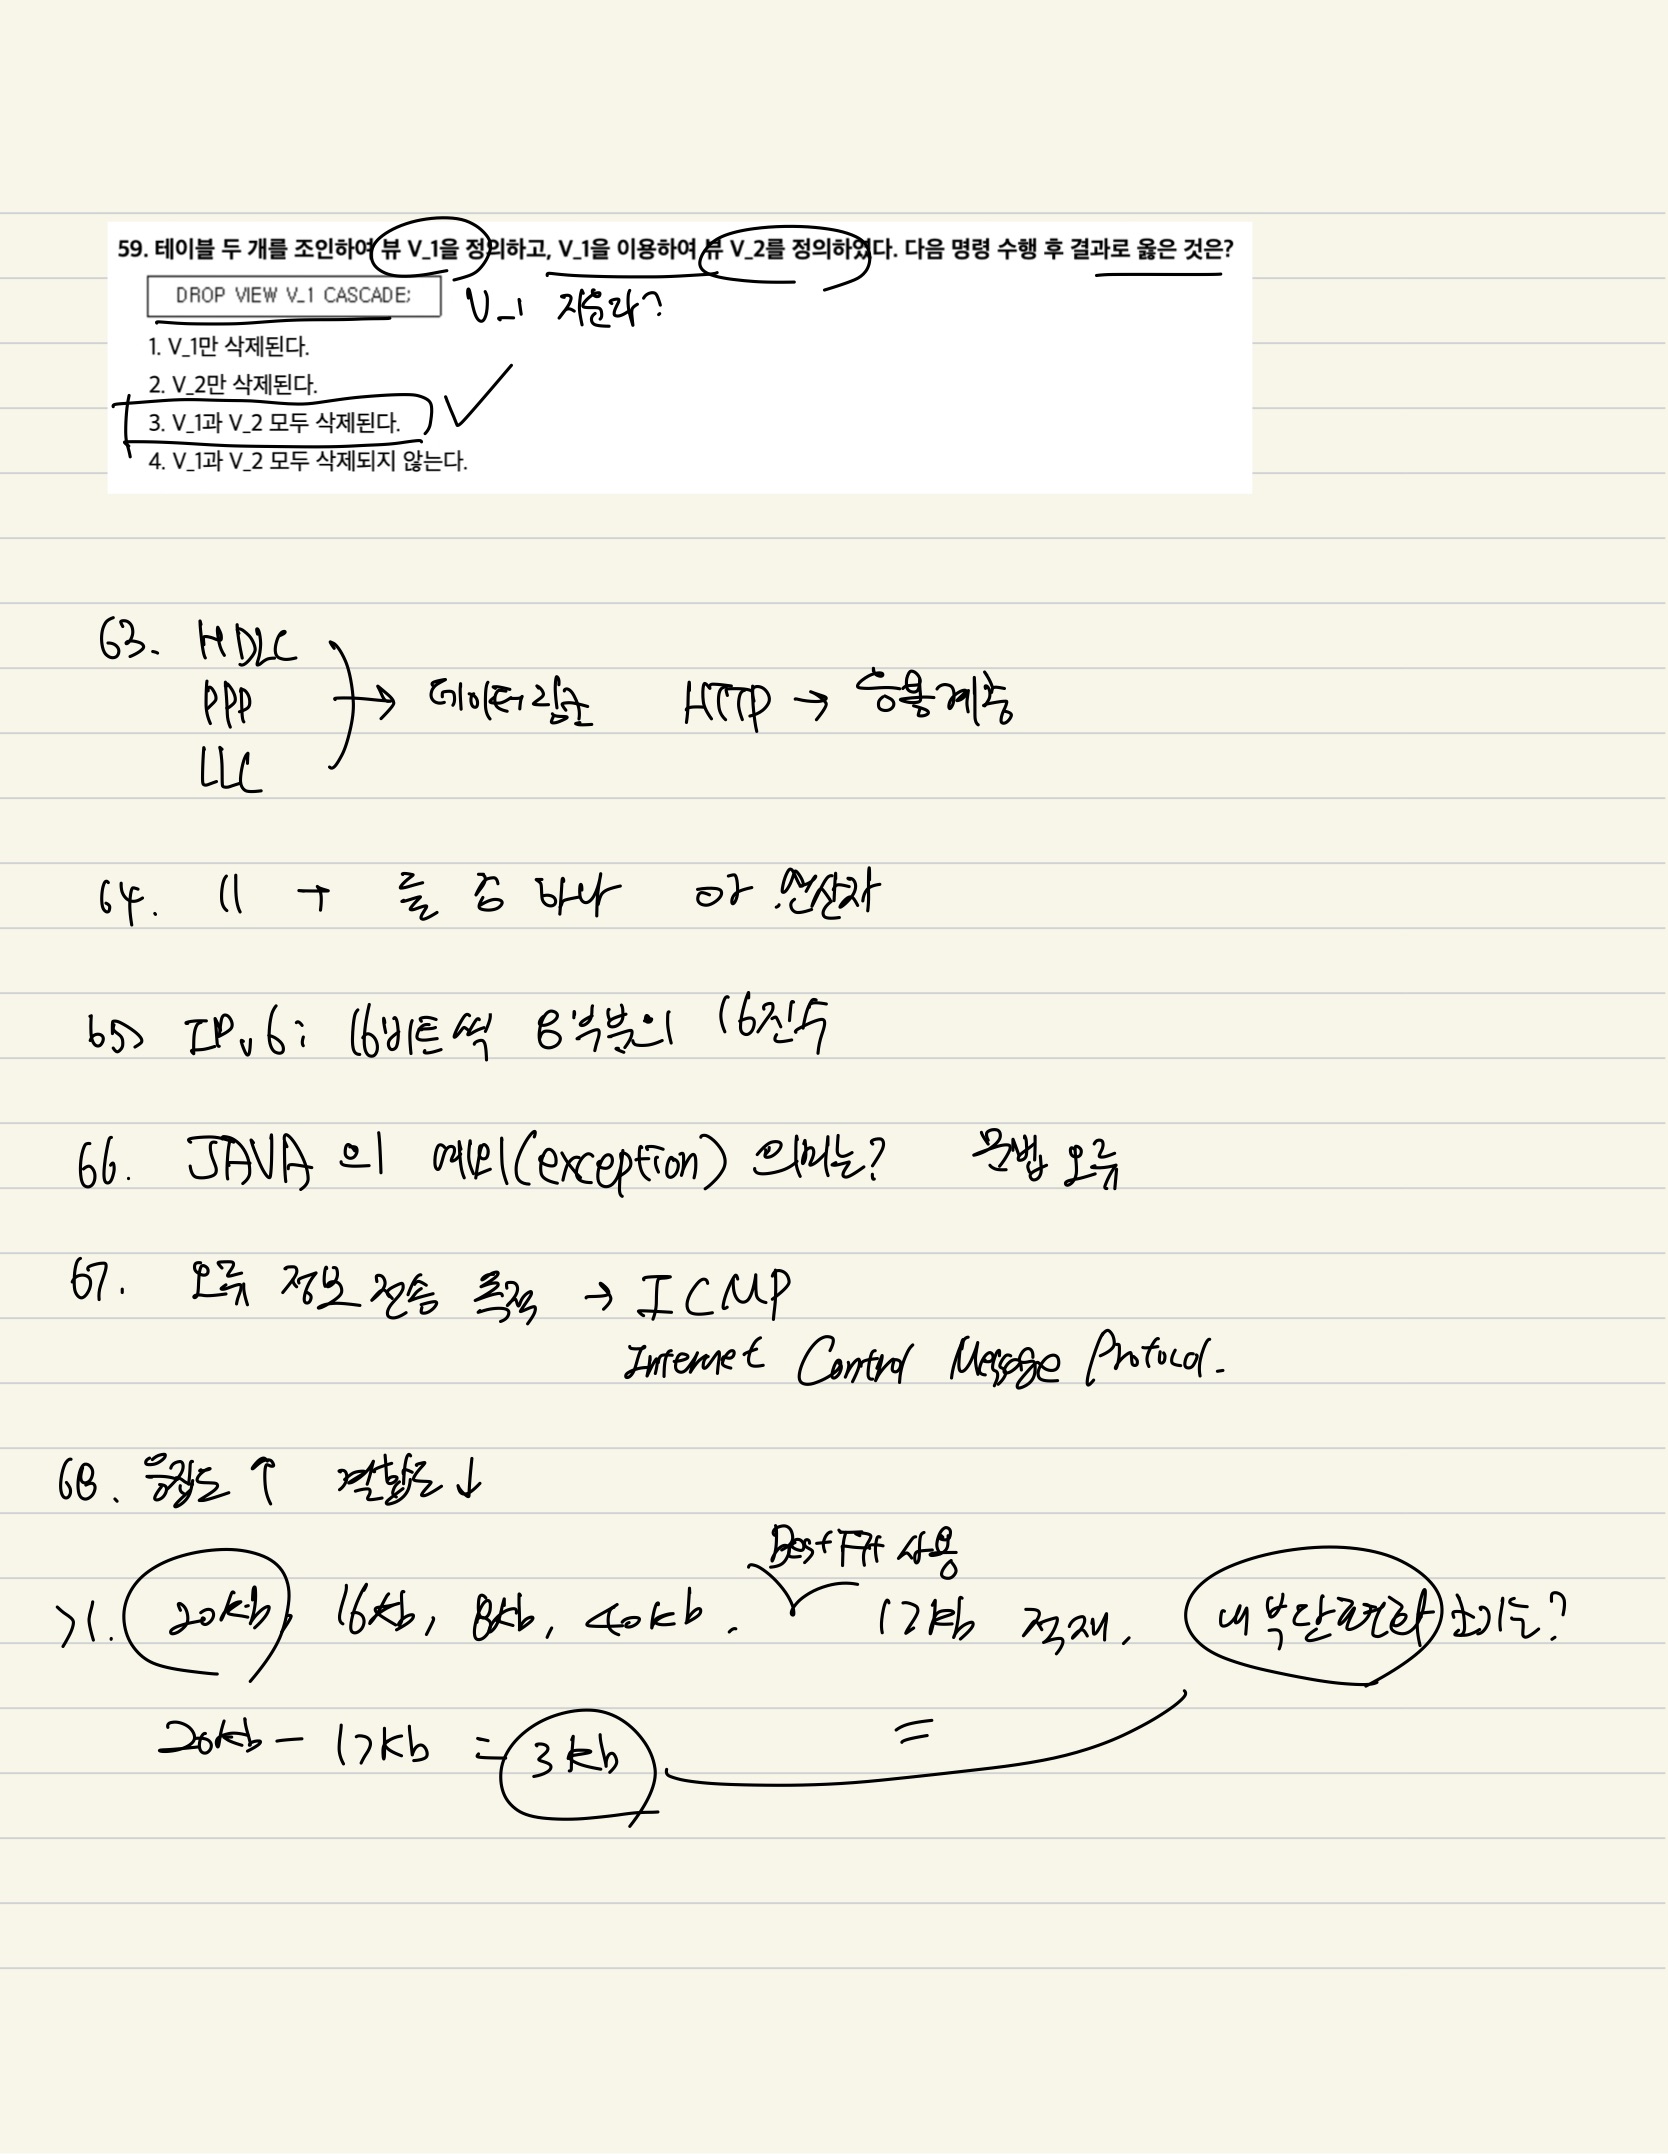 59. 테이블 두 개를 조인하여 뷰 V_1을 정의하고, V_1을 이용하여 뷰 V_2를 정의하였다. 다음 명령 수행 후 결과로 옳은 것은?
DROP VIEW V_1 CASCADE; V_1 지운다?
1. V_1만 삭제된다.
2. V_2만 삭제된다.
3. V_1과 V_2 모두 삭제된다.
4. V_1과 V_2 모두 삭제되지 않는다.
63. HDLC
PPP → 데이터링크 HTTP → 응용계층
LLC
64. || → 둘 중 하나 or 연산자
65) IPv6: 16비트씩 8부분의 16진수
66. JAVA의 예외(exception) 의미는? 문법 오류
67. 오류 정보 전송 목적 → ICMP
Internet Control Message Protocol.
68. 응집도 ↑ 결합도 ↓
Best Fit 사용
71. 20kb, 16kb, 8kb, 40kb. 17kb 적재. 내부단편화 크기는?
20kb - 17kb = 3kb =